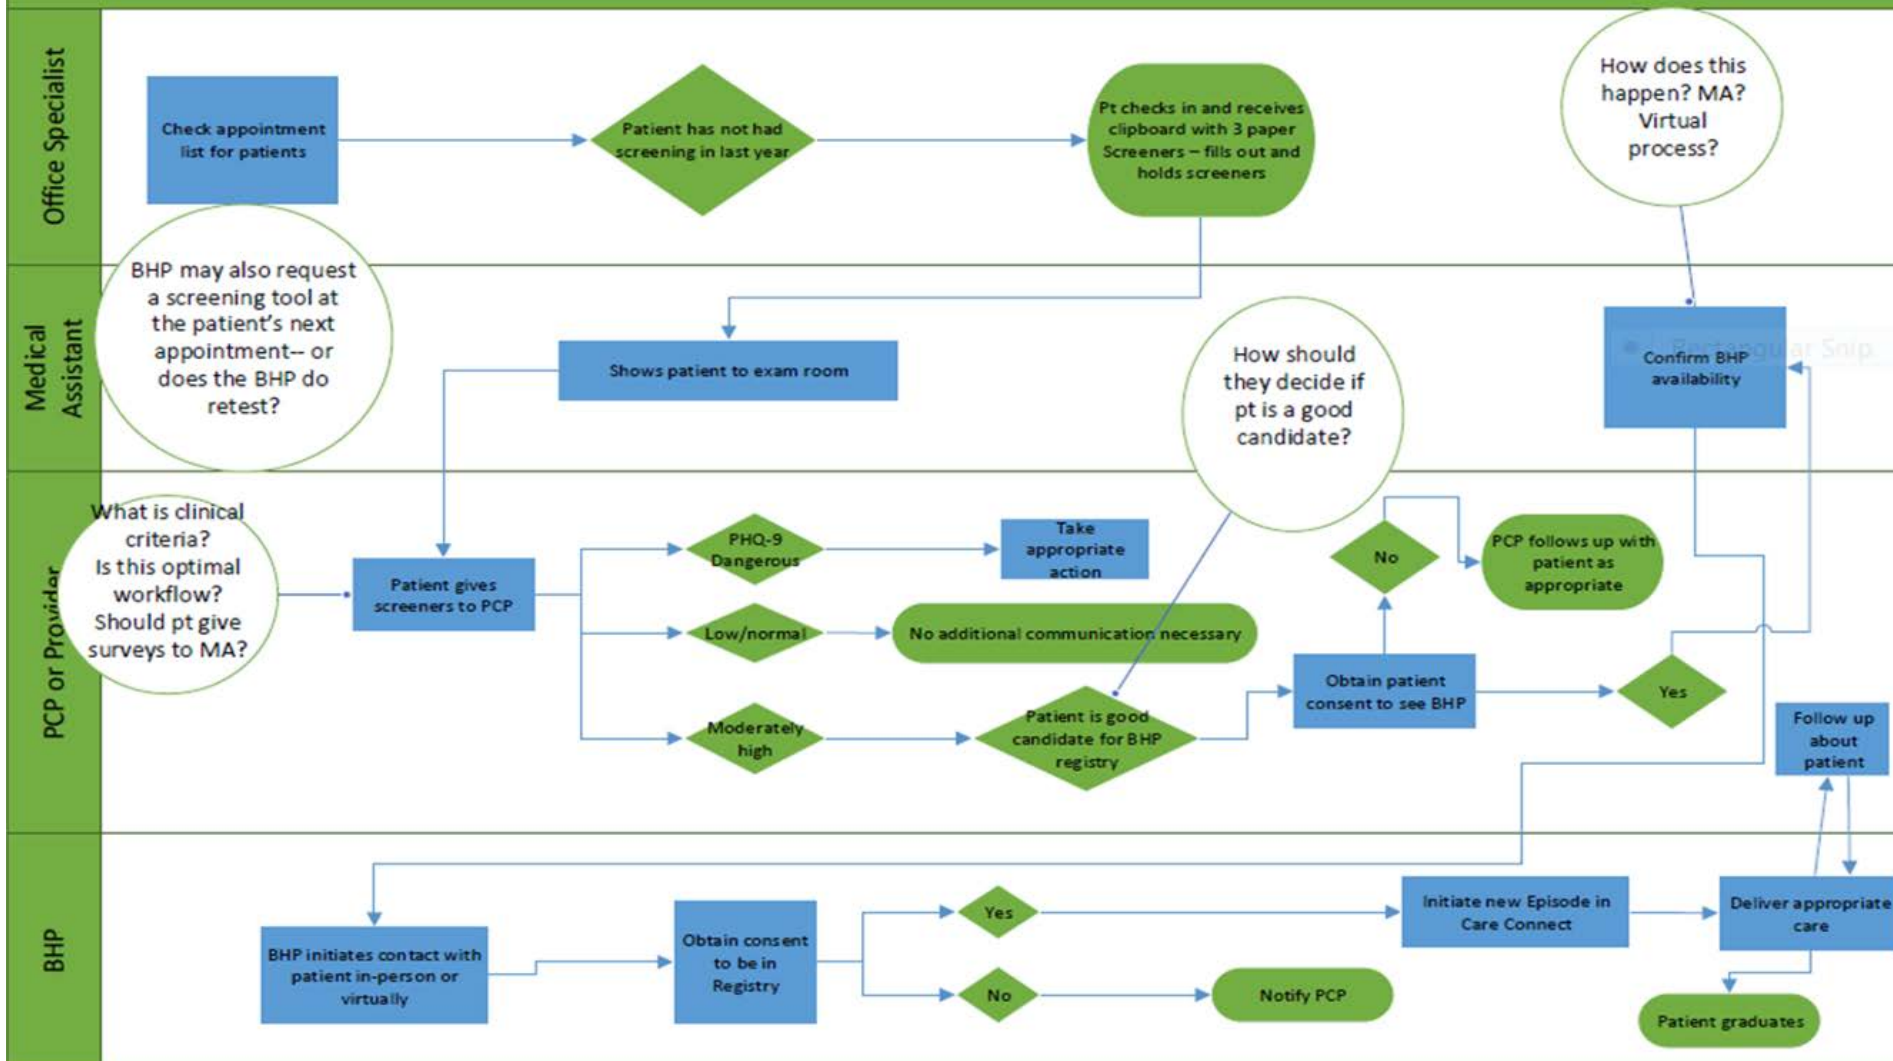 Office Specialist
Check appointment
list for patients
Patient has not had
screening in last year
Pt checks in and receives
clipboard with 3 paper
Screeners – fills out and
holds screeners
How does this
happen? MA?
Virtual
process?
Medical
Assistant
BHP may also request
a screening tool at
the patient's next
appointment-- or
does the BHP do
retest?
Shows patient to exam room
How should
they decide if
pt is a good
candidate?
Rectangular Snip
Confirm BHP
availability
PCP or Provider
What is clinical
criteria?
Is this optimal
workflow?
Should pt give
surveys to MA?
Patient gives
screeners to PCP
PHQ-9
Dangerous
Take
appropriate
action
Low/normal
No additional communication necessary
Moderately
high
Patient is good
candidate for BHP
registry
Obtain patient
consent to see BHP
No
PCP follows up with
patient as
appropriate
Yes
Follow up
about
patient
BHP
BHP initiates contact with
patient in-person or
virtually
Obtain consent
to be in
Registry
Yes
No
Notify PCP
Initiate new Episode in
Care Connect
Deliver appropriate
care
Patient graduates